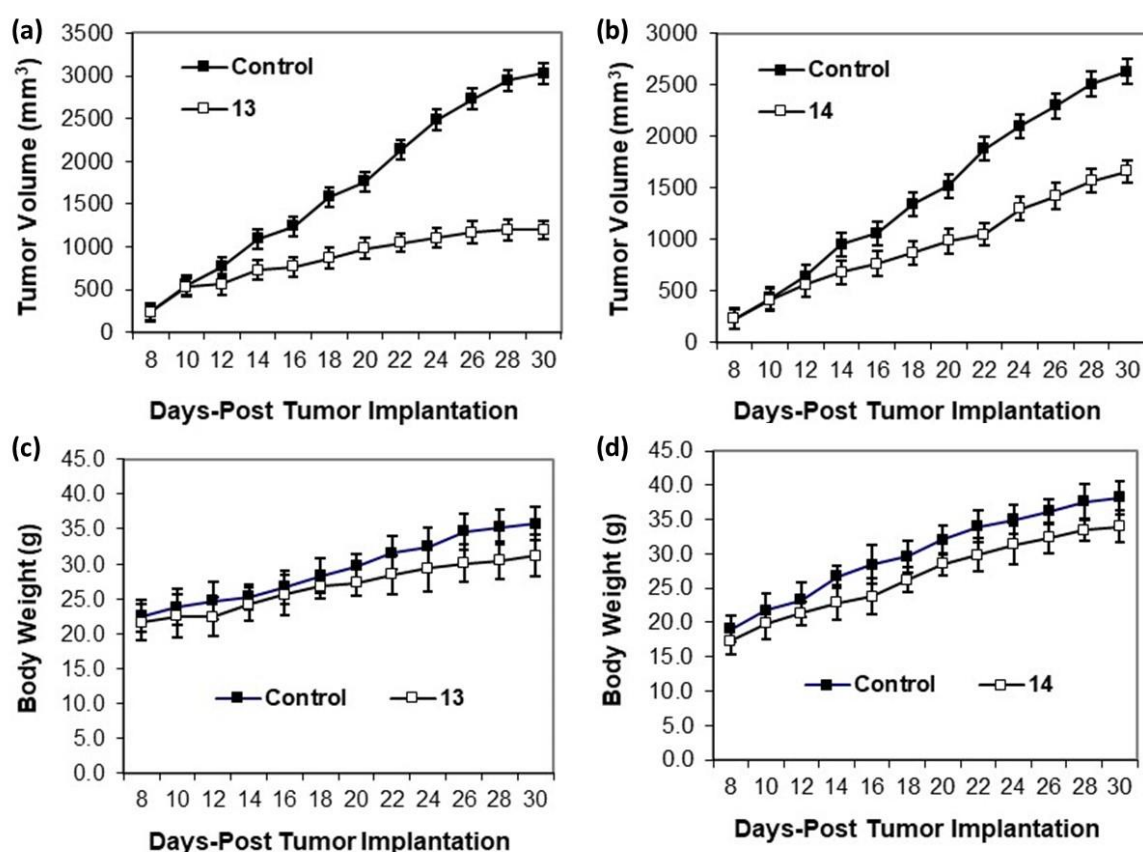 (a)
Tumor Volume (mm³)
3500
3000
2500
2000
1500
1000
500
0
Control
13
8 10 12 14 16 18 20 22 24 26 28 30
Days-Post Tumor Implantation
(b)
Tumor Volume (mm³)
3000
2500
2000
1500
1000
500
0
Control
14
8 10 12 14 16 18 20 22 24 26 28 30
Days-Post Tumor Implantation
(c)
Body Weight (g)
45.0
40.0
35.0
30.0
25.0
20.0
15.0
10.0
5.0
0.0
Control 13
8 10 12 14 16 18 20 22 24 26 28 30
Days-Post Tumor Implantation
(d)
Body Weight (g)
45.0
40.0
35.0
30.0
25.0
20.0
15.0
10.0
5.0
0.0
Control 14
8 10 12 14 16 18 20 22 24 26 28 30
Days-Post Tumor Implantation